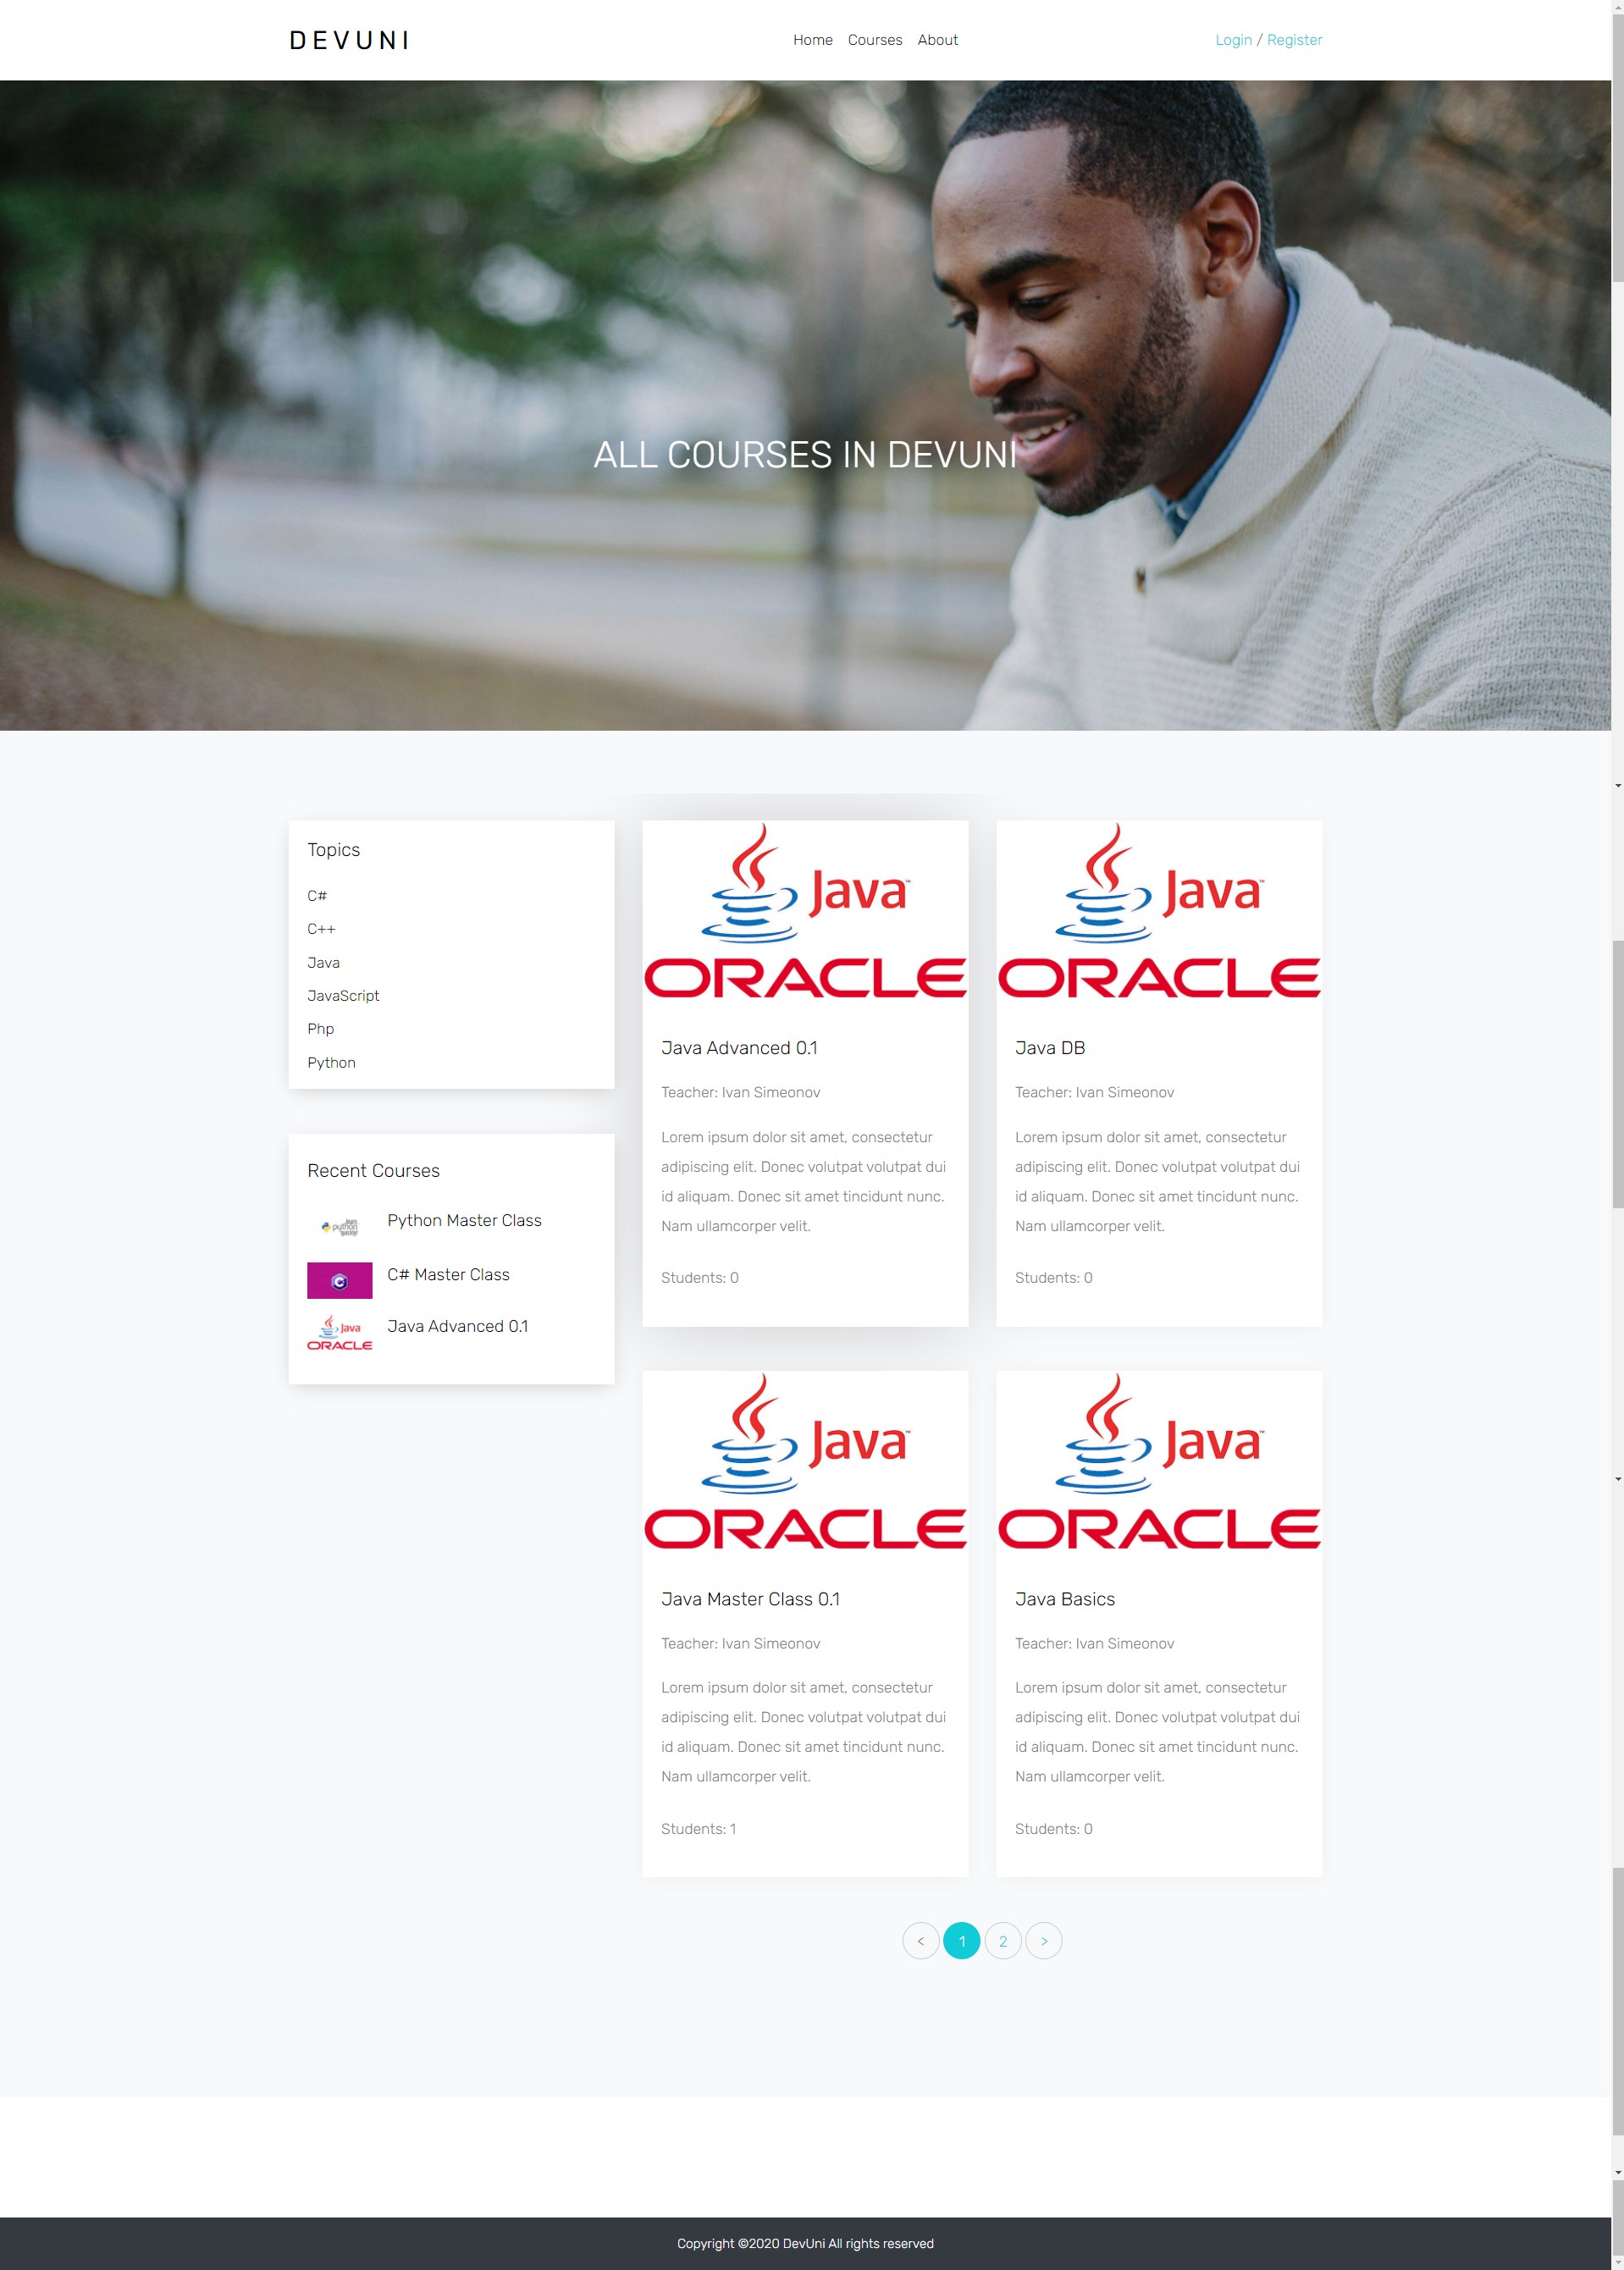 DEVUNI
Home Courses About
Login / Register
ALL COURSES IN DEVUNI
Topics
C#
C++
Java
JavaScript
Php
Python
Recent Courses
learn
python
quickly!
Python Master Class
C# Master Class
Java
ORACLE
Java Advanced 0.1
Java™
ORACLE
Java Advanced 0.1
Teacher: Ivan Simeonov
Lorem ipsum dolor sit amet, consectetur
adipiscing elit. Donec volutpat volutpat dui
id aliquam. Donec sit amet tincidunt nunc.
Nam ullamcorper velit.
Students: 0
Java™
ORACLE
Java DB
Teacher: Ivan Simeonov
Lorem ipsum dolor sit amet, consectetur
adipiscing elit. Donec volutpat volutpat dui
id aliquam. Donec sit amet tincidunt nunc.
Nam ullamcorper velit.
Students: 0
Java™
ORACLE
Java Master Class 0.1
Teacher: Ivan Simeonov
Lorem ipsum dolor sit amet, consectetur
adipiscing elit. Donec volutpat volutpat dui
id aliquam. Donec sit amet tincidunt nunc.
Nam ullamcorper velit.
Students: 1
Java™
ORACLE
Java Basics
Teacher: Ivan Simeonov
Lorem ipsum dolor sit amet, consectetur
adipiscing elit. Donec volutpat volutpat dui
id aliquam. Donec sit amet tincidunt nunc.
Nam ullamcorper velit.
Students: 0
< 1 2 >
Copyright ©2020 DevUni All rights reserved